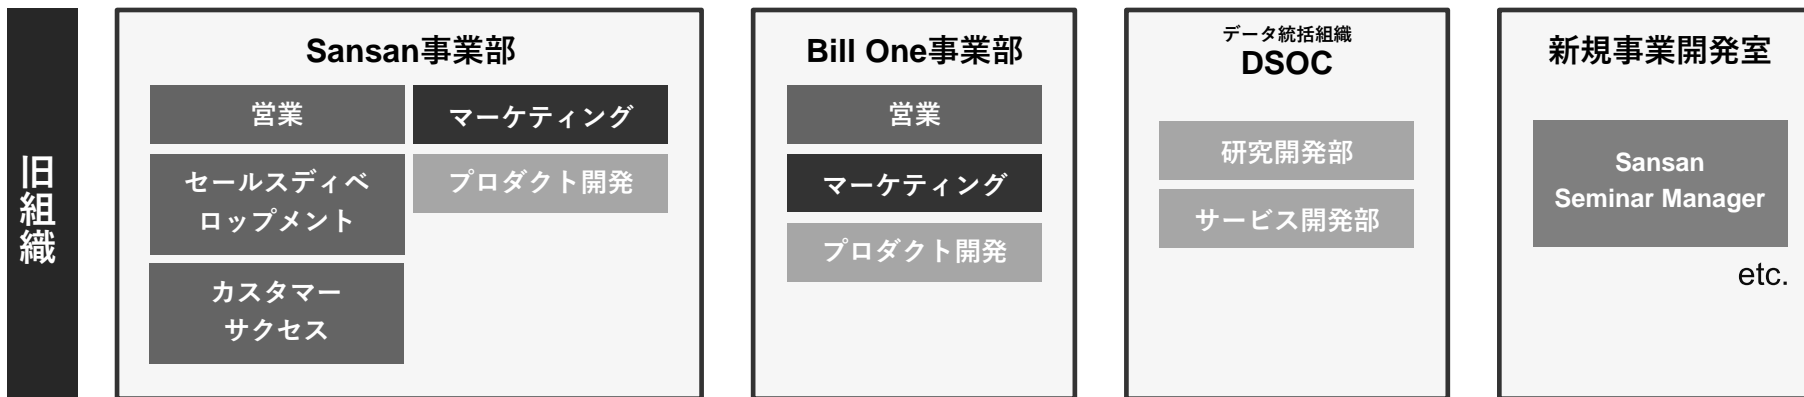 旧組織
Sansan事業部
営業
マーケティング
セールスディベ
ロップメント
プロダクト開発
カスタマー
サクセス
Bill One事業部
営業
マーケティング
プロダクト開発
データ統括組織
DSOC
研究開発部
サービス開発部
新規事業開発室
Sansan
Seminar Manager
etc.